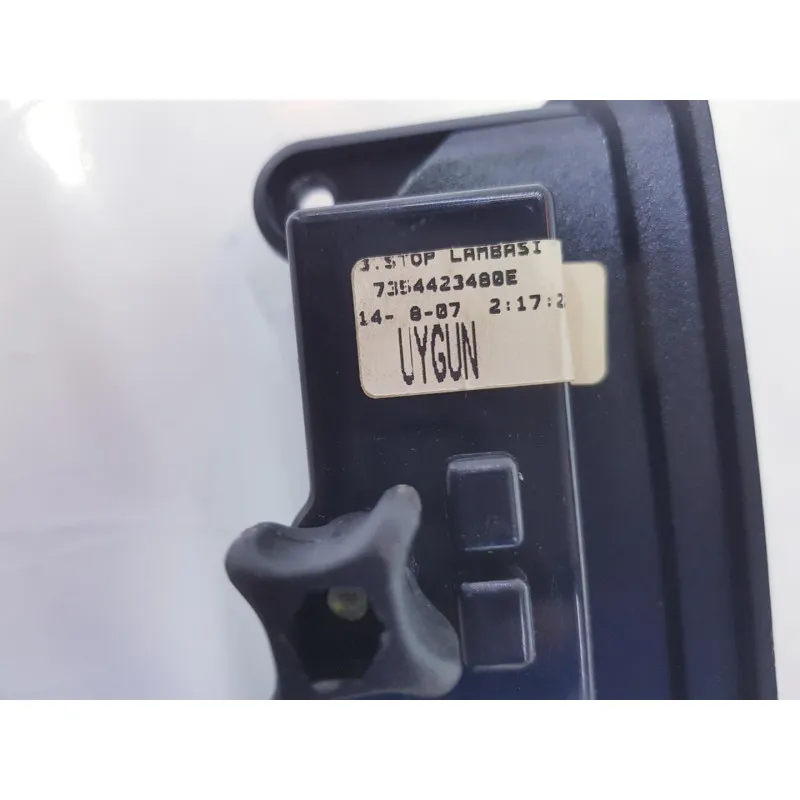 3.STOP LAMBASI
7354423480E
14- 8-07 2:17:2
UYGUN